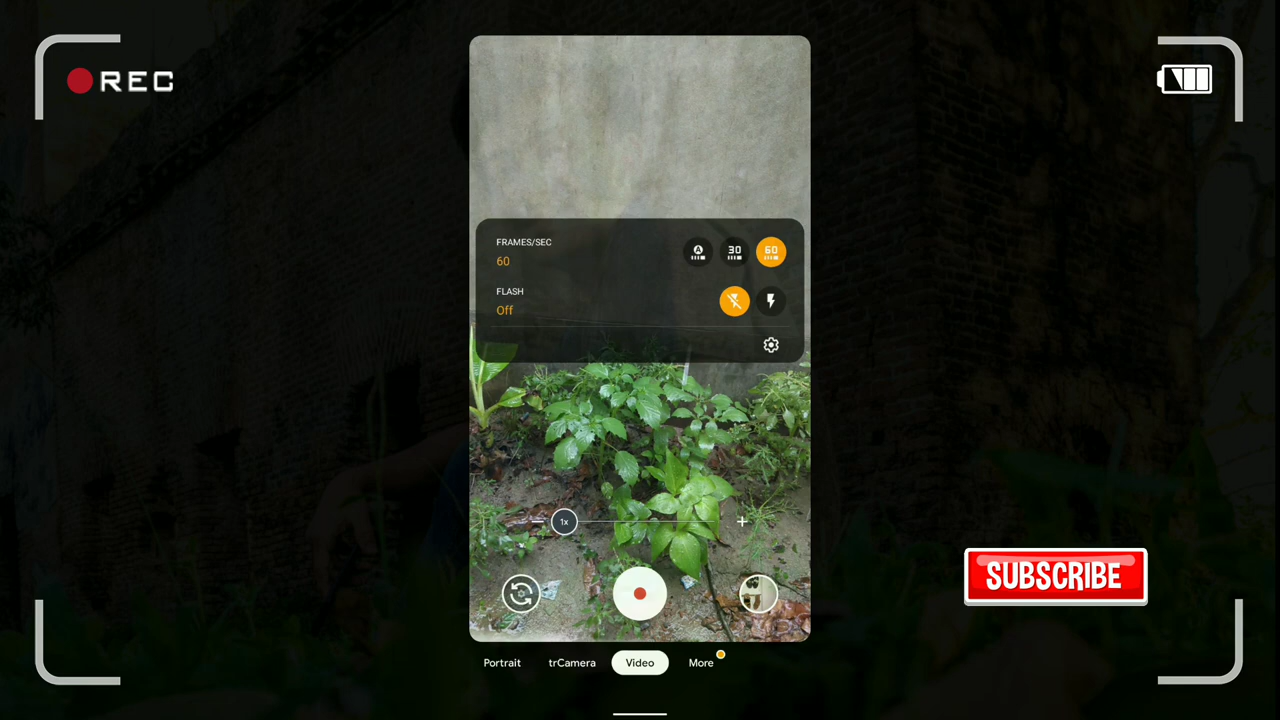 REC
FRAMES/SEC
60
A
30
60
FLASH
Off
1x
SUBSCRIBE
Portrait
trCamera
Video
More